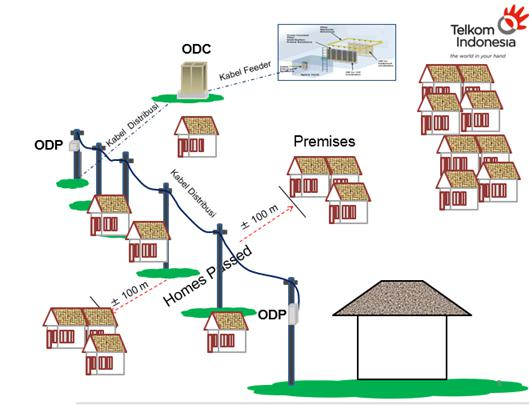 Telkom
Indonesia
the world in your hand
ODC
Kabel Feeder
Kabel Distribusi
ODP
Premises
Kabel Distribusi
± 100 m
Homes Passed
± 100 m
ODP